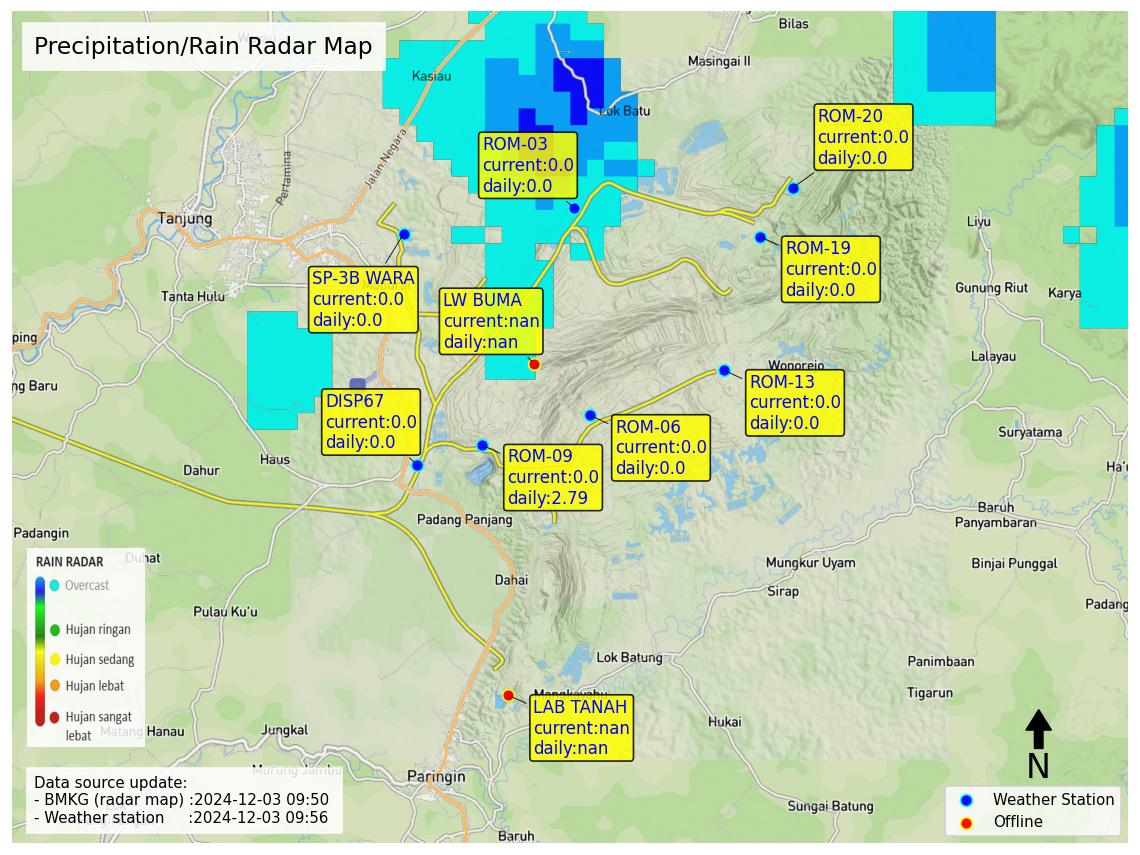 Precipitation/Rain Radar Map
Bilas
Masingai II
Kasiau
Lok Batu
Jalan Negara
Pertamina
ROM-20
current:0.0
daily:0.0
ROM-03
current:0.0
daily:0.0
Tanjung
Liyu
ROM-19
current:0.0
daily:0.0
SP-3B WARA
current:0.0
daily:0.0
Tanta Hulu
LW BUMA
current:nan
daily:nan
Gunung Riut
Karya
ping
Lalayau
ng Baru
Wonorejo
ROM-13
current:0.0
daily:0.0
DISP67
current:0.0
daily:0.0
ROM-06
current:0.0
daily:0.0
Suryatama
ROM-09
current:0.0
daily:2.79
Haus
Dahur
Ha'u
Baruh
Panyambaran
Padang Panjang
Padangin
Duhat
Mungkur Uyam
Binjai Punggal
RAIN RADAR
Overcast
Hujan ringan
Hujan sedang
Hujan lebat
Hujan sangat
lebat
Dahai
Sirap
Padang
Pulau Ku'u
Lok Batung
Panimbaan
Tigarun
Mangkayahu
LAB TANAH
current:nan
daily:nan
Hukai
Matang Hanau
Jungkal
Murung Jambu
Paringin
N
Data source update:
- BMKG (radar map) :2024-12-03 09:50
- Weather station :2024-12-03 09:56
Sungai Batung
Baruh
Weather Station
Offline